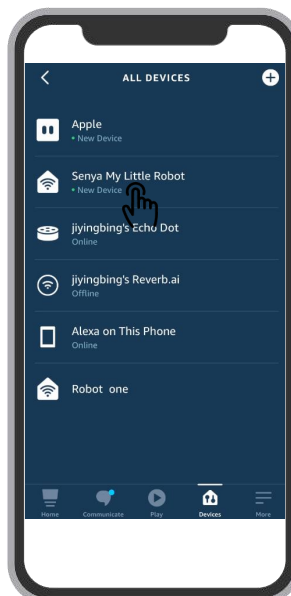 ALL DEVICES
Apple
• New Device
Senya My Little Robot
• New Device
jiyingbing's Echo Dot
Online
jiyingbing's Reverb.ai
Offline
Alexa on This Phone
Online
Robot one
Home Communicate Play Devices More